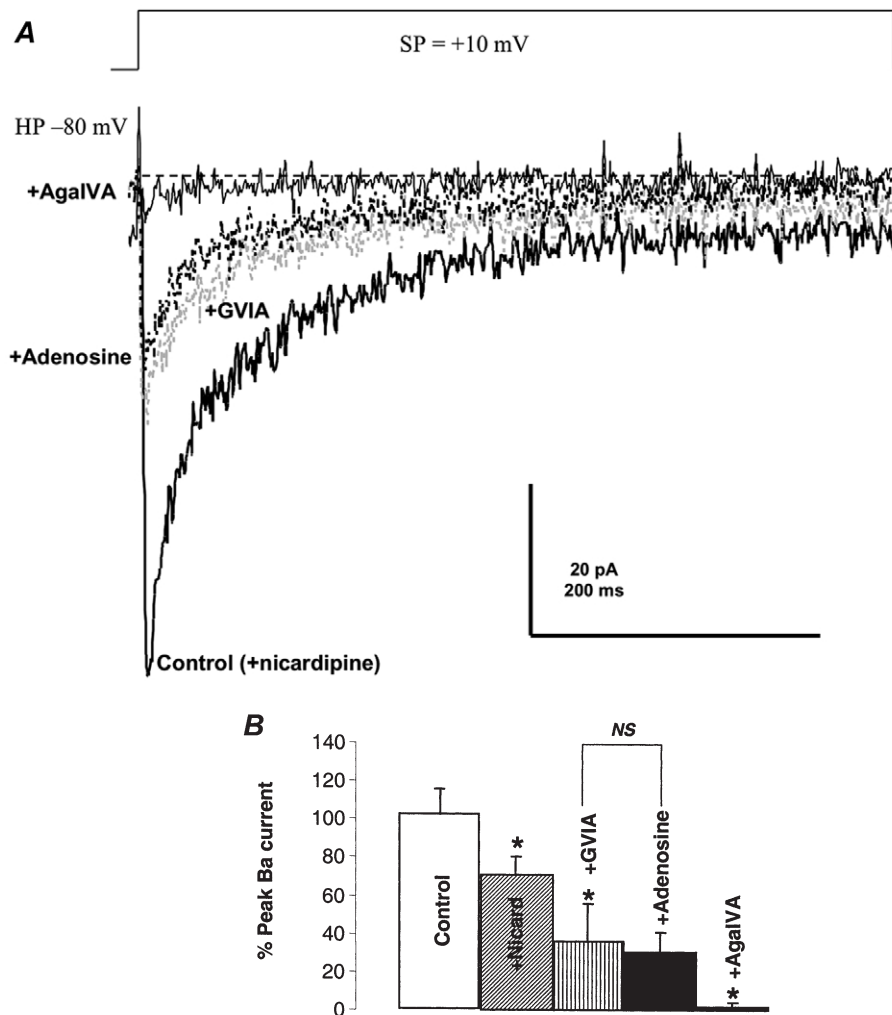 A
SP = +10 mV
HP –80 mV
+AgaIVA
+GVIA
+Adenosine
20 pA
200 ms
Control (+nicardipine)
B
NS
% Peak Ba current
140
120
100
80
60
40
20
0
Control
+Nicard
* +GVIA
+Adenosine
* +AgaIVA
*